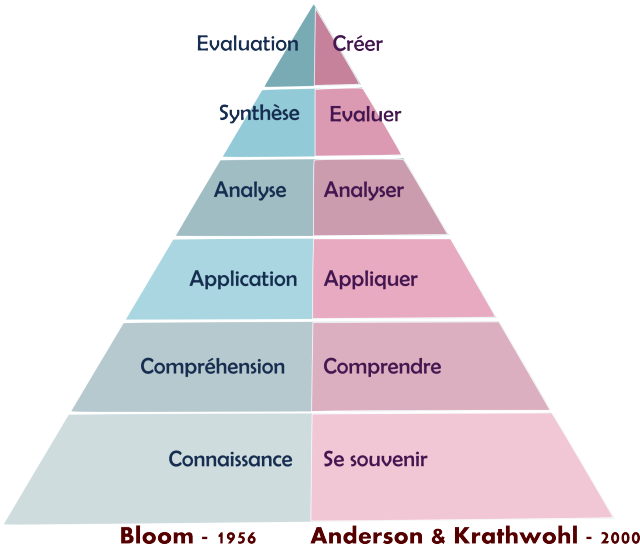 Evaluation Créer
Synthèse Evaluer
Analyse Analyser
Application Appliquer
Compréhension Comprendre
Connaissance Se souvenir
Bloom - 1956 Anderson & Krathwohl - 2000